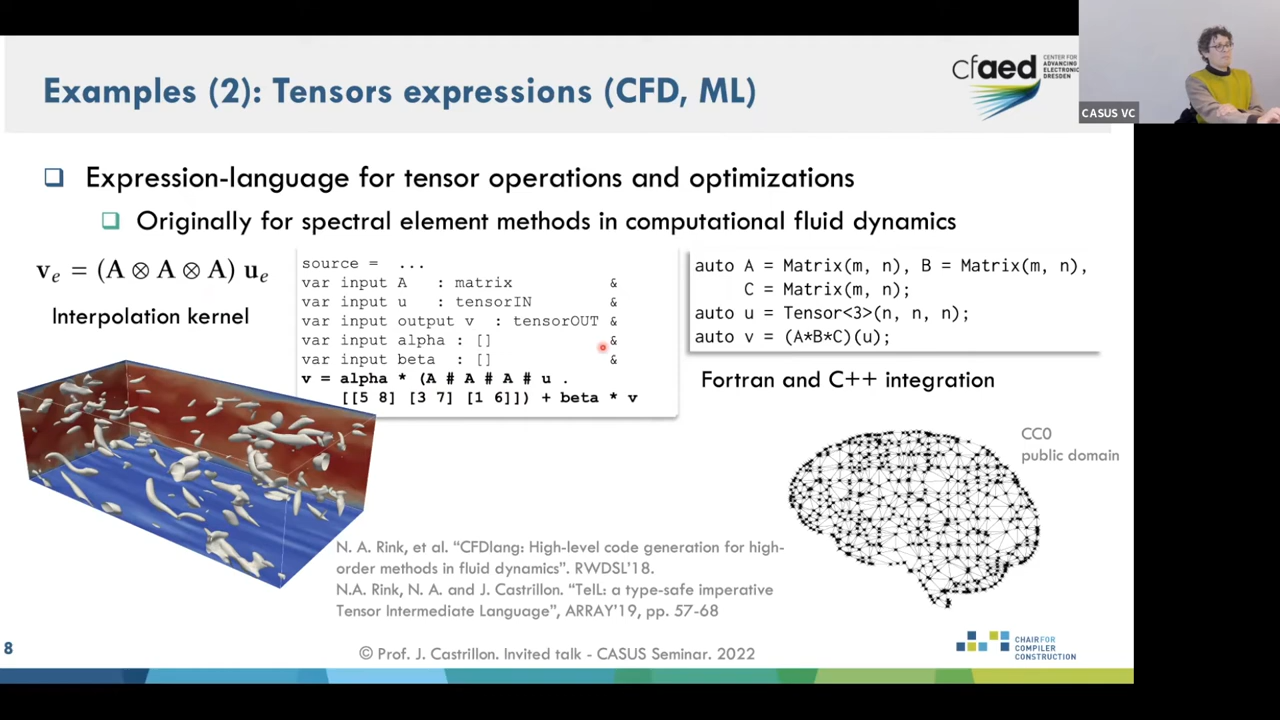 Examples (2): Tensors expressions (CFD, ML)
cfaed
CENTER FOR
ADVANCING
ELECTRONICS
DRESDEN
CASUS VC
❑ Expression-language for tensor operations and optimizations
❑ Originally for spectral element methods in computational fluid dynamics
vₑ = (A ⊗ A ⊗ A) uₑ
Interpolation kernel
source = ...
var input A : matrix &
var input u : tensorIN &
var input output v : tensorOUT &
var input alpha : [] &
var input beta : [] &
v = alpha * (A # A # A # u .
[[5 8] [3 7] [1 6]]) + beta * v
auto A = Matrix(m, n), B = Matrix(m, n),
C = Matrix(m, n);
auto u = Tensor<3>(n, n, n);
auto v = (A*B*C)(u);
Fortran and C++ integration
CC0
public domain
N. A. Rink, et al. “CFDlang: High-level code generation for high-
order methods in fluid dynamics”. RWDSL’18.
N.A. Rink, N. A. and J. Castrillon. “TeIL: a type-safe imperative
Tensor Intermediate Language”, ARRAY’19, pp. 57-68
8
© Prof. J. Castrillon. Invited talk - CASUS Seminar. 2022
CHAIR FOR
COMPILER
CONSTRUCTION